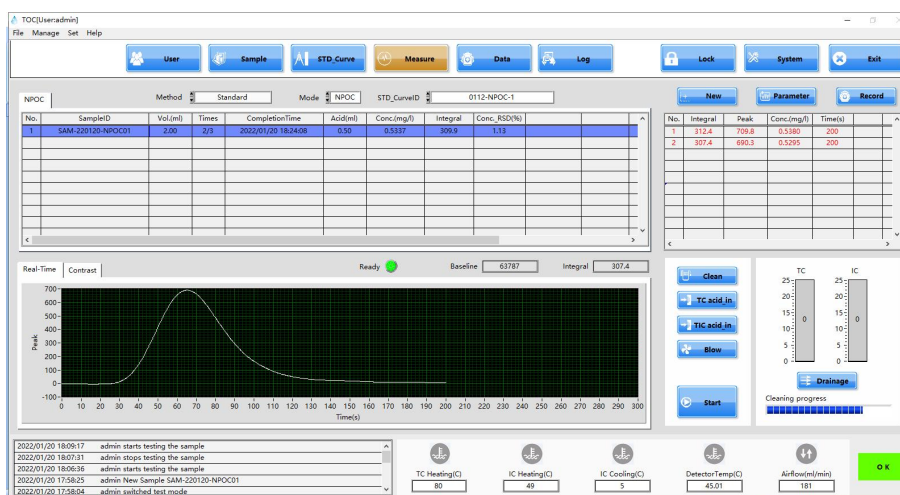 TOC[User:admin]
File Manage Set Help
User Sample STD_Curve Measure Data Log Lock System Exit
NPOC Method Standard Mode NPOC STD_CurveID 0112-NPOC-1
New Parameter Record
No. SampleID Vol.(ml) Times CompletionTime Acid(ml) Conc.(mg/l) Integral Conc._RSD(%)
1 SAM-220120-NPOC01 2.00 2/3 2022/01/20 18:24:08 0.50 0.5337 309.9 1.13
No. Integral Peak Conc.(mg/l) Time(s)
1 312.4 709.8 0.5380 200
2 307.4 690.3 0.5295 200
Real-Time Contrast Ready Baseline 63787 Integral 307.4
700
600
500
400
300
200
100
0
-100
Peak
0 10 20 30 40 50 60 70 80 90 100 110 120 130 140 150 160 170 180 190 200 210 220 230 240 250 260 270 280 290 300
Time(s)
Clean
TC acid_in
TIC acid_in
Blow
Start
TC IC
25 25
20 20
15 15
10 10
5 5
0 0
0 0
Drainage
Cleaning progress
2022/01/20 18:09:17 admin starts testing the sample
2022/01/20 18:07:31 admin stops testing the sample
2022/01/20 18:06:36 admin starts testing the sample
2022/01/20 17:58:25 admin New Sample SAM-220120-NPOC01
2022/01/20 17:58:04 admin switched test mode
TC Heating(C) IC Heating(C) IC Cooling(C) DetectorTemp(C) Airflow(ml/min)
80 49 5 45.01 181
OK